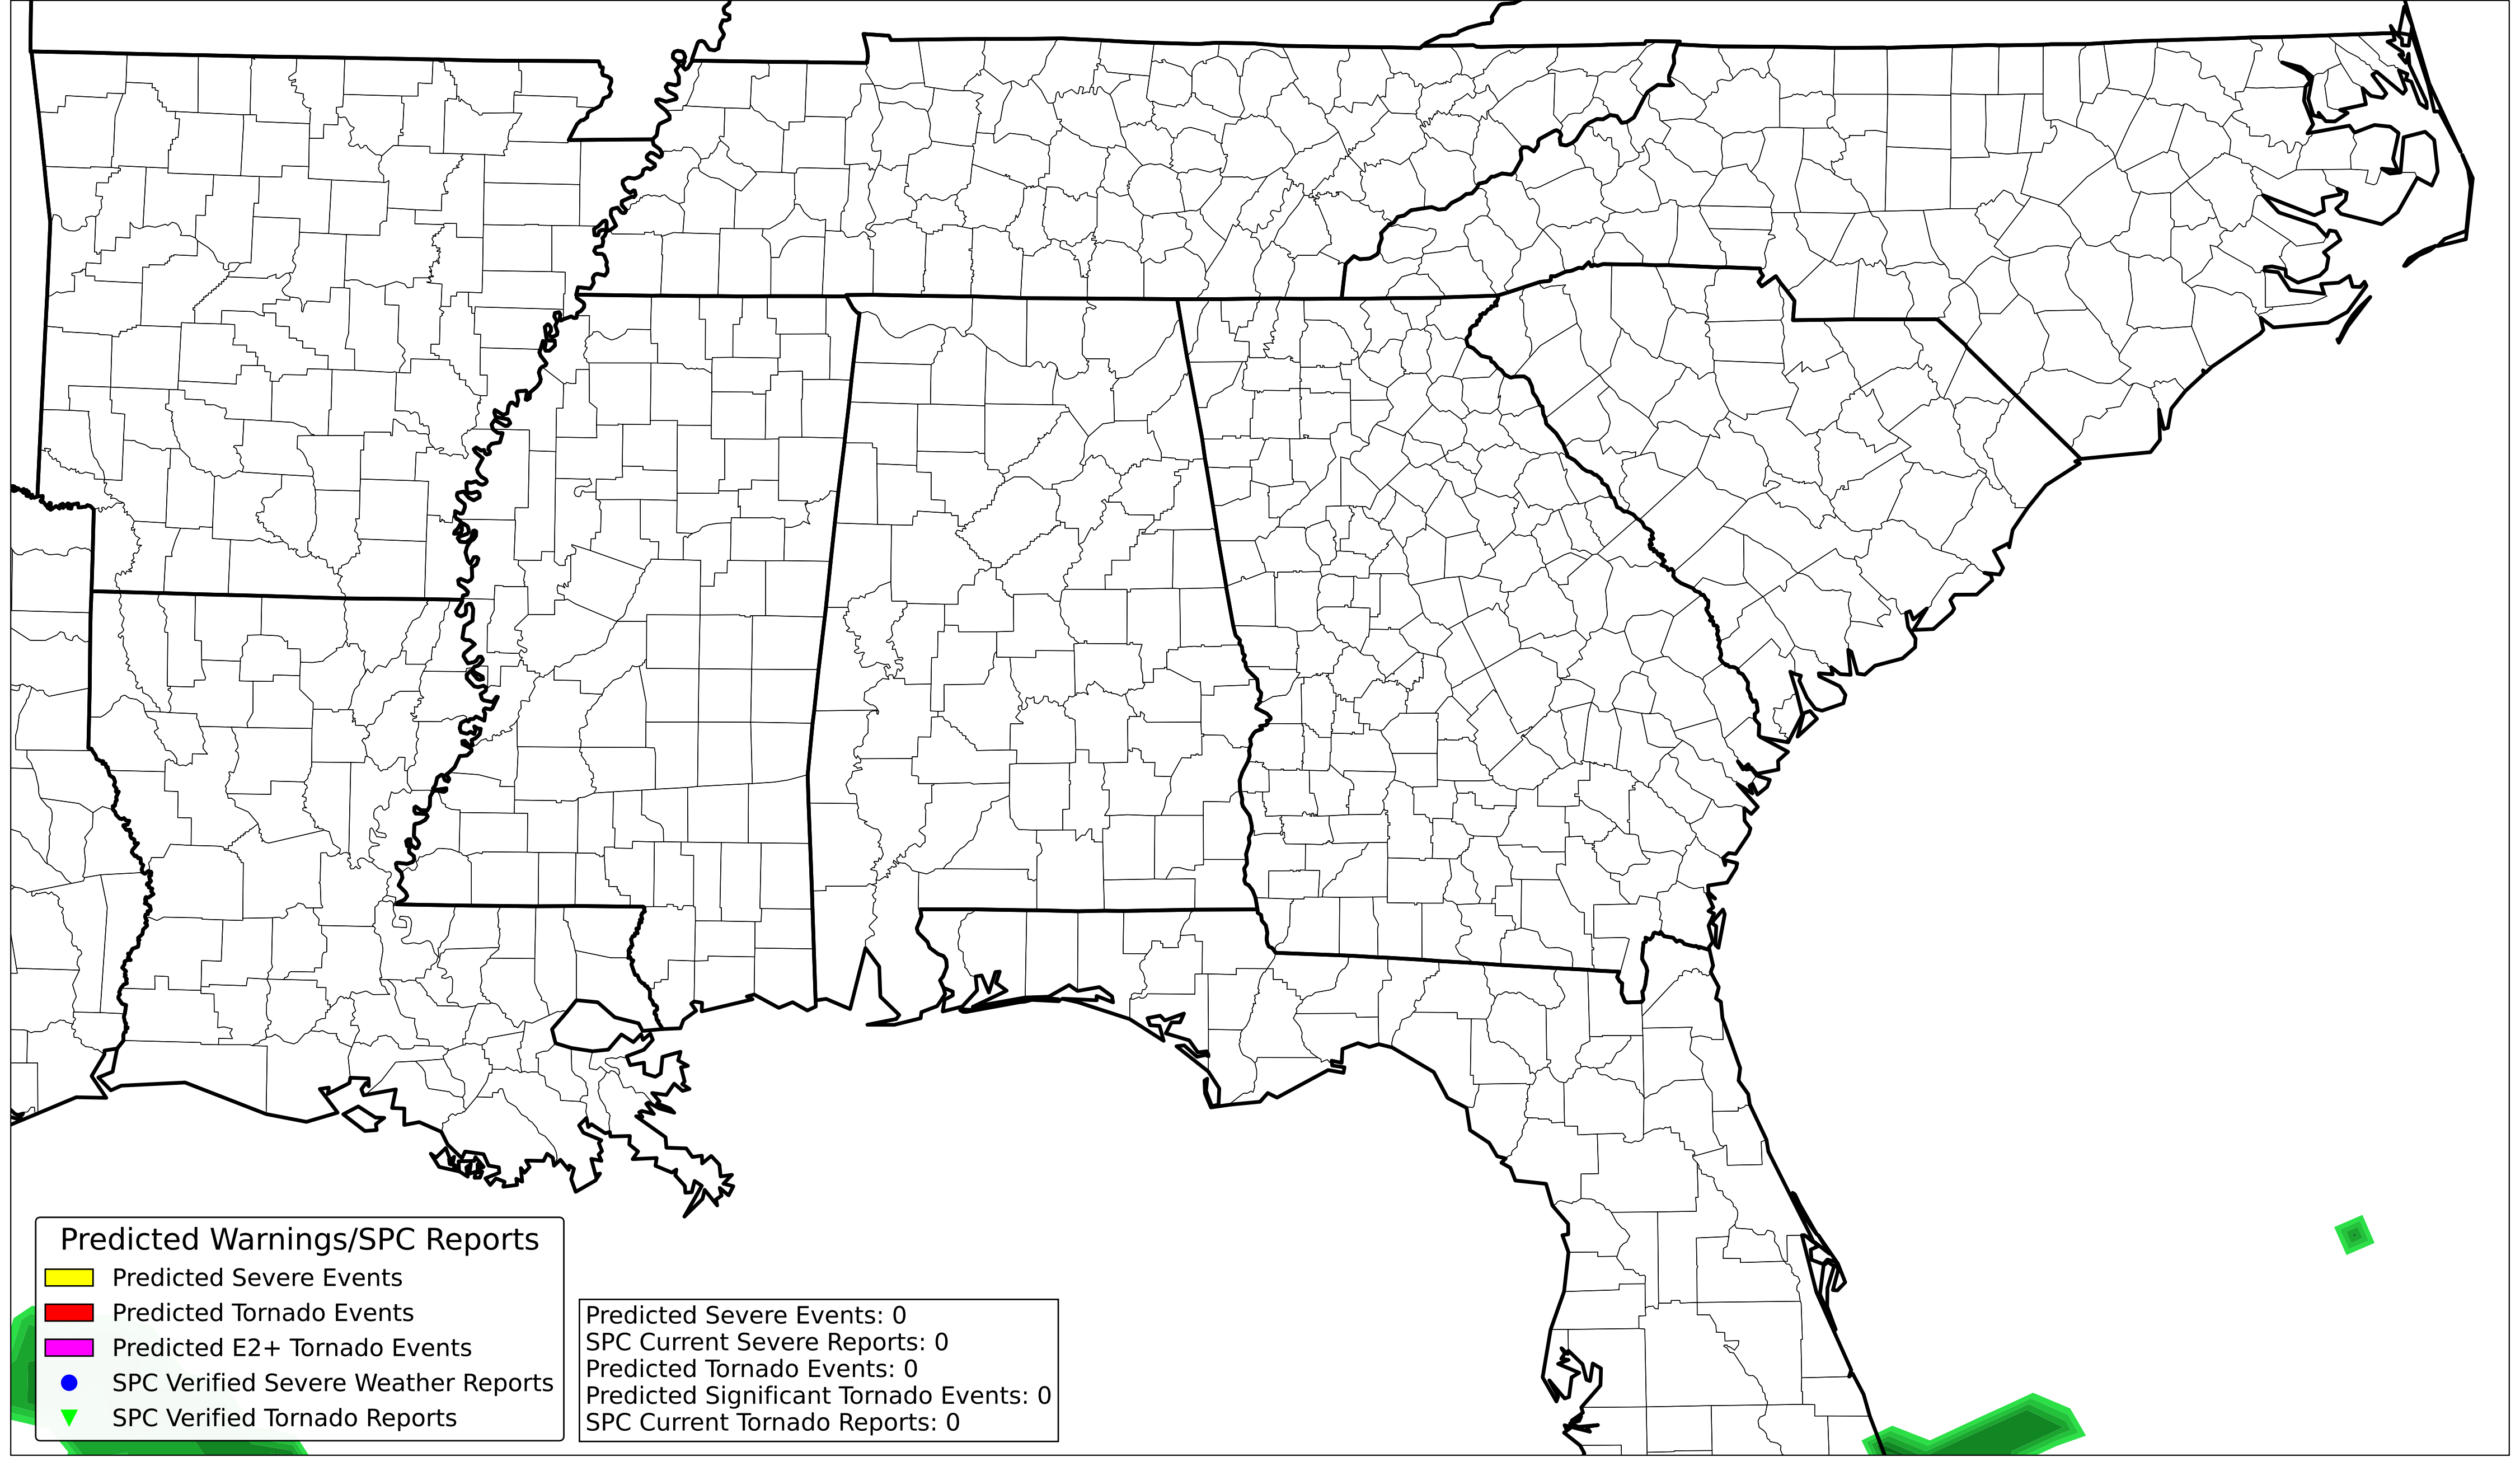 Predicted Warnings/SPC Reports
Predicted Severe Events
Predicted Tornado Events
Predicted E2+ Tornado Events
SPC Verified Severe Weather Reports
SPC Verified Tornado Reports
Predicted Severe Events: 0
SPC Current Severe Reports: 0
Predicted Tornado Events: 0
Predicted Significant Tornado Events: 0
SPC Current Tornado Reports: 0